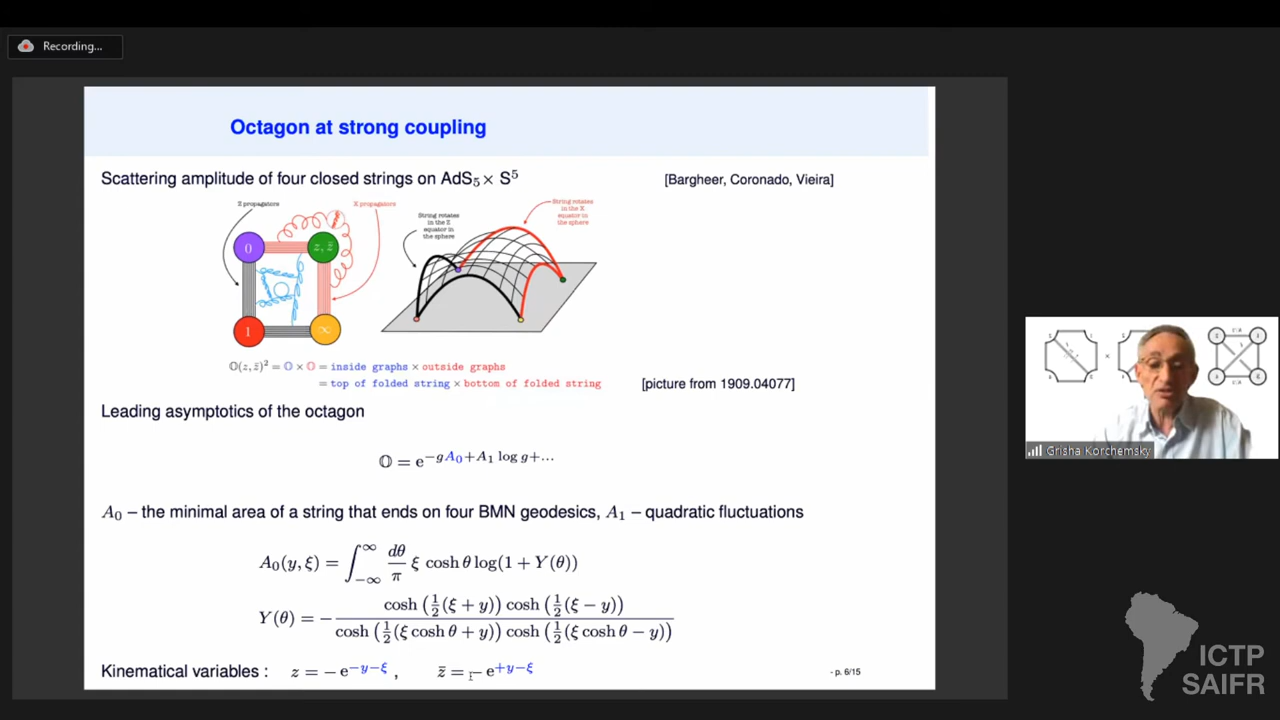 Recording...
Octagon at strong coupling
Scattering amplitude of four closed strings on AdS₅× S⁵ [Bargheer, Coronado, Vieira]
Z propagators
X propagators
String rotates in the Z equator in the sphere
String rotates in the X equator in the sphere
0
z, z̄
1
∞
𝕆(z, z̄)² = 𝕆 × 𝕆 = inside graphs × outside graphs
= top of folded string × bottom of folded string
[picture from 1909.04077]
Leading asymptotics of the octagon
𝕆 = e^{−gA₀+A₁ log g+...}
A₀ – the minimal area of a string that ends on four BMN geodesics, A₁ – quadratic fluctuations
A₀(y, ξ) = ∫_{−∞}^{∞} dθ/π ξ cosh θ log(1 + Y(θ))
Y(θ) = − cosh (½(ξ + y)) cosh (½(ξ − y)) / cosh (½(ξ cosh θ + y)) cosh (½(ξ cosh θ − y))
Kinematical variables : z = − e^{−y−ξ} , z̄ = − e^{+y−ξ}
- p. 6/15
Grisha Korchemsky
ICTP
SAIFR